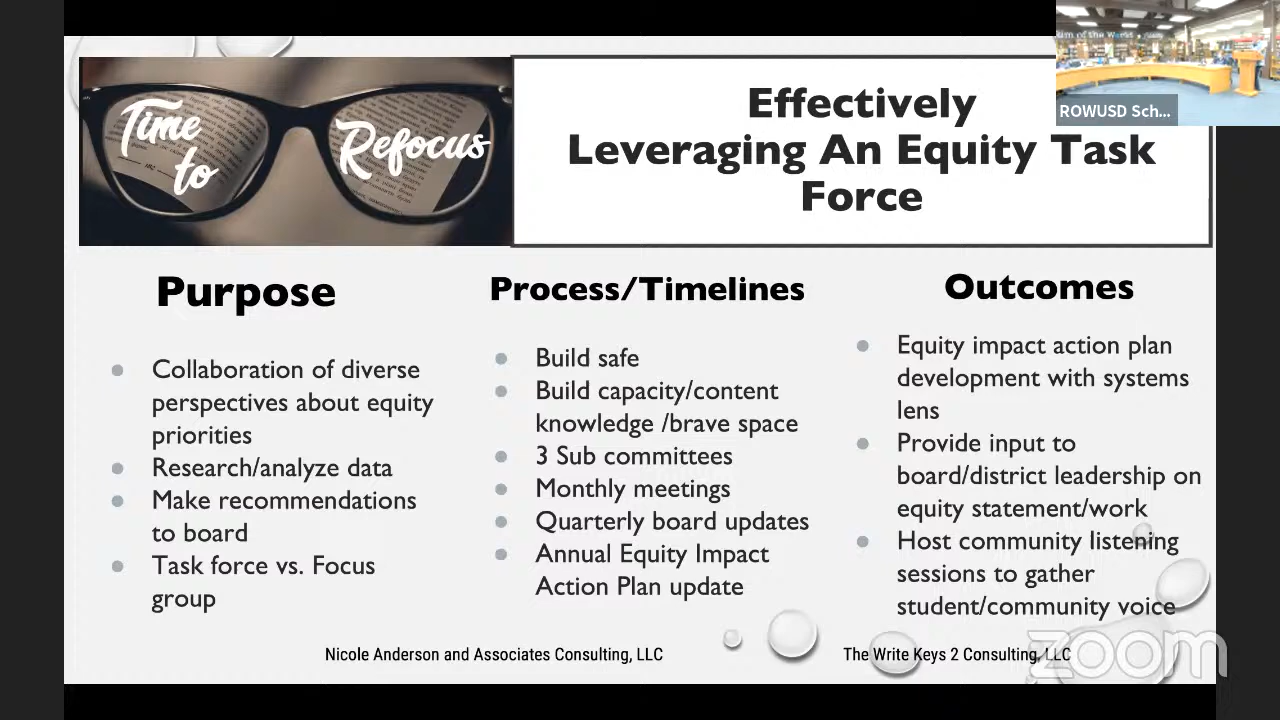 Time
to
Refocus
Effectively
Leveraging An Equity Task
Force
ROWUSD Sch...
Purpose
Collaboration of diverse
perspectives about equity
priorities
Research/analyze data
Make recommendations
to board
Task force vs. Focus
group
Process/Timelines
Build safe
Build capacity/content
knowledge /brave space
3 Sub committees
Monthly meetings
Quarterly board updates
Annual Equity Impact
Action Plan update
Outcomes
Equity impact action plan
development with systems
lens
Provide input to
board/district leadership on
equity statement/work
Host community listening
sessions to gather
student/community voice
Nicole Anderson and Associates Consulting, LLC
The Write Keys 2 Consulting, LLC
zoom